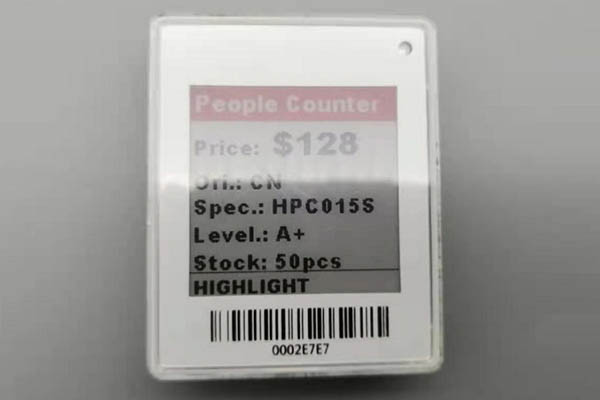 People Counter
Price: $128
Ori.: CN
Spec.: HPC015S
Level.: A+
Stock: 50pcs
HIGHLIGHT
0002E7E7